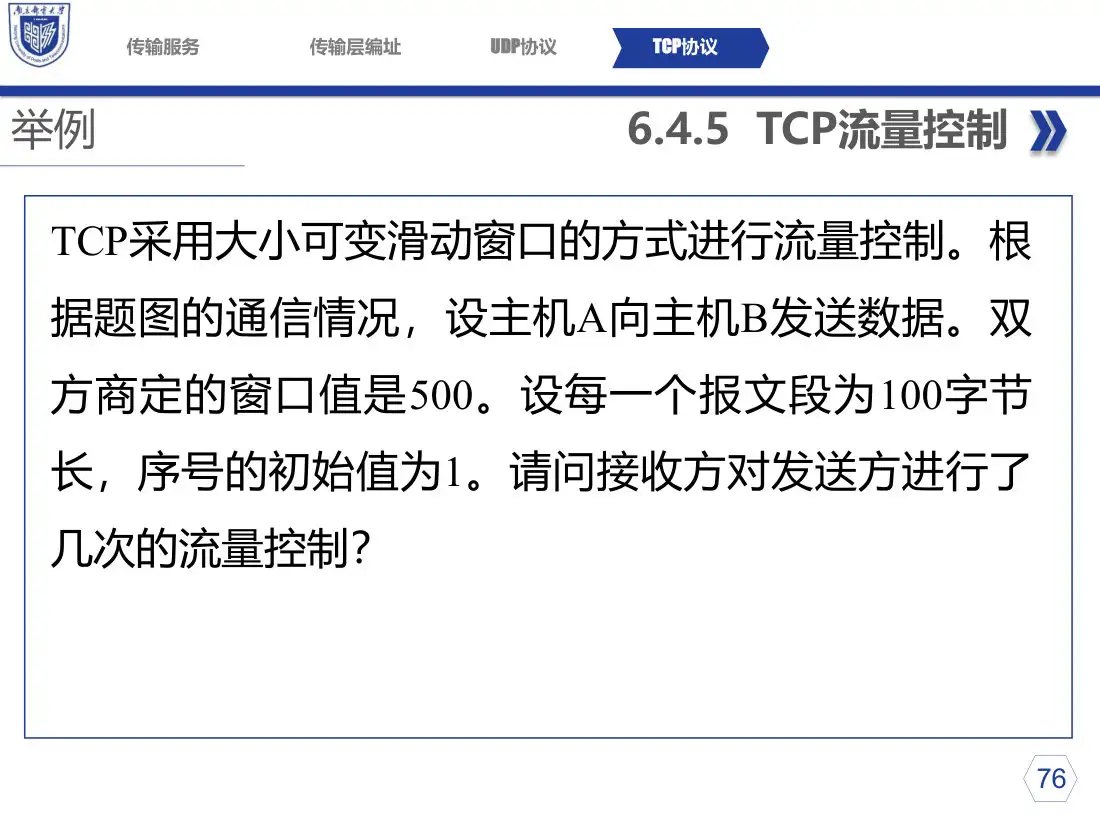 南京邮电大学
传输服务
传输层编址
UDP协议
TCP协议
举例
6.4.5 TCP流量控制
TCP采用大小可变滑动窗口的方式进行流量控制。根
据题图的通信情况，设主机A向主机B发送数据。双
方商定的窗口值是500。设每一个报文段为100字节
长，序号的初始值为1。请问接收方对发送方进行了
几次的流量控制？
76